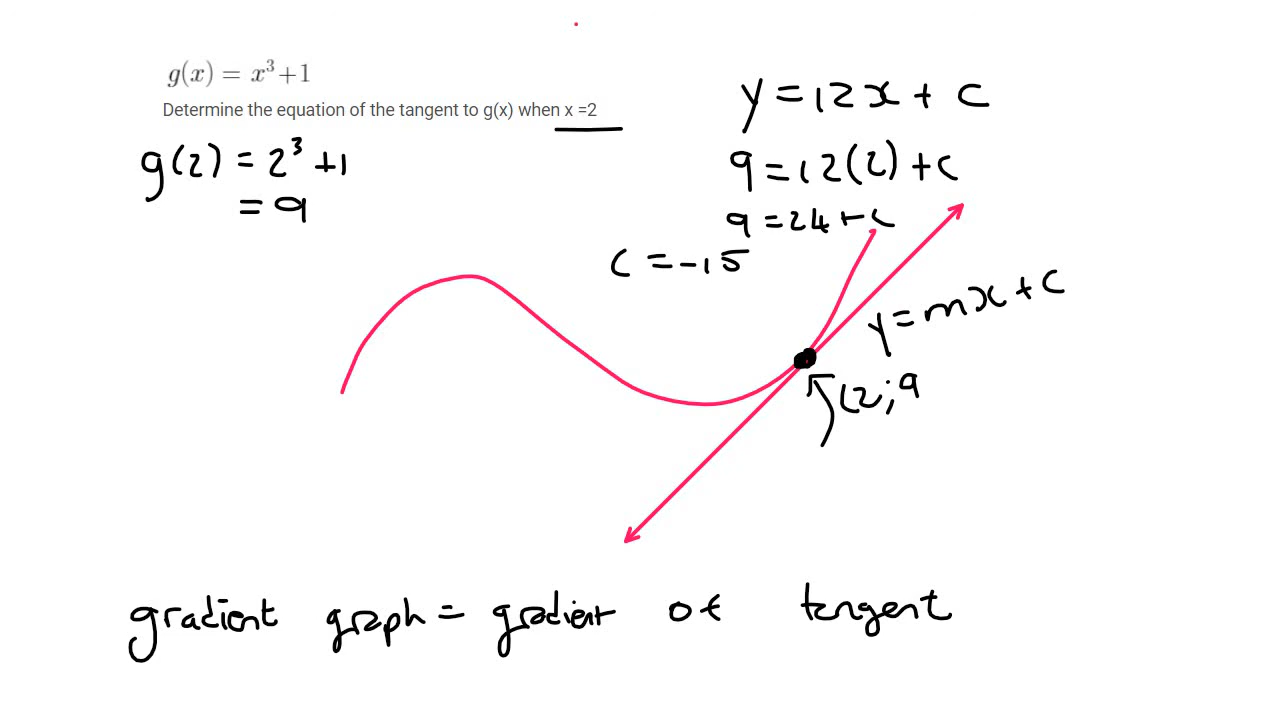 g(x) = x³+1
Determine the equation of the tangent to g(x) when x =2
g(2) = 2³ +1
= 9
y = 12x + c
9 = 12(2) + c
9 = 24 + c
c = -15
y = mx + c
(2;9
gradient graph = gradient of tangent